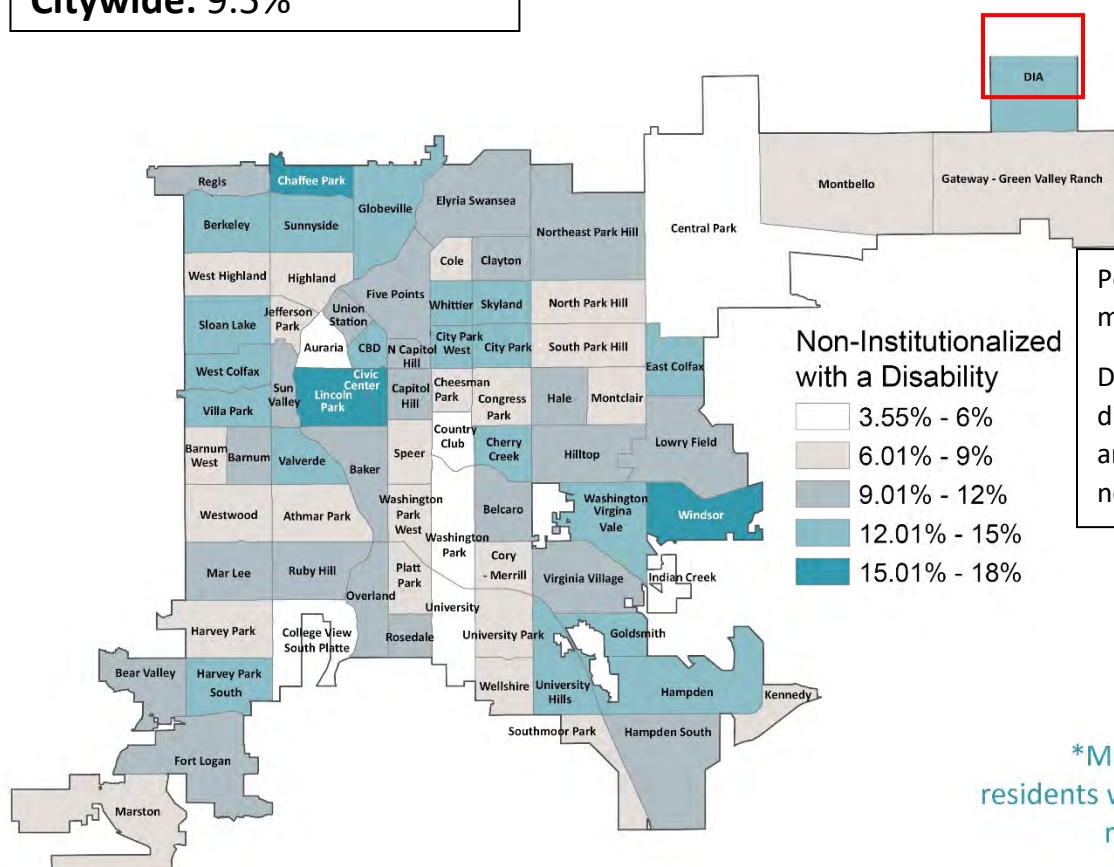 Citywide: 9.5%
DIA
Regis
Chaffee Park
Globeville
Elyria Swansea
Montbello
Gateway - Green Valley Ranch
Berkeley
Sunnyside
Northeast Park Hill
Central Park
West Highland
Highland
Cole
Clayton
Five Points
Sloan Lake
Jefferson
Park
Union
Station
Whittier
Skyland
North Park Hill
Auraria
CBD
N Capitol
Hill
City Park
West
City Park
South Park Hill
East Colfax
West Colfax
Sun
Valley
Civic
Center
Lincoln
Park
Capitol
Hill
Cheesman
Park
Congress
Park
Hale
Montclair
Villa Park
Country
Club
Barnum
West
Barnum
Valverde
Baker
Speer
Cherry
Creek
Hilltop
Lowry Field
Westwood
Athmar Park
Washington
Park
West
Washington
Park
Belcaro
Washington
Virgina
Vale
Windsor
Mar Lee
Ruby Hill
Overland
Platt
Park
Cory
- Merrill
Virginia Village
Indian Creek
University
Harvey Park
College View
South Platte
Rosedale
University Park
Goldsmith
Bear Valley
Harvey Park
South
Wellshire
University
Hills
Hampden
Kennedy
Southmoor Park
Hampden South
Fort Logan
Marston
Non-Institutionalized
with a Disability
3.55% - 6%
6.01% - 9%
9.01% - 12%
12.01% - 15%
15.01% - 18%
*M
residents